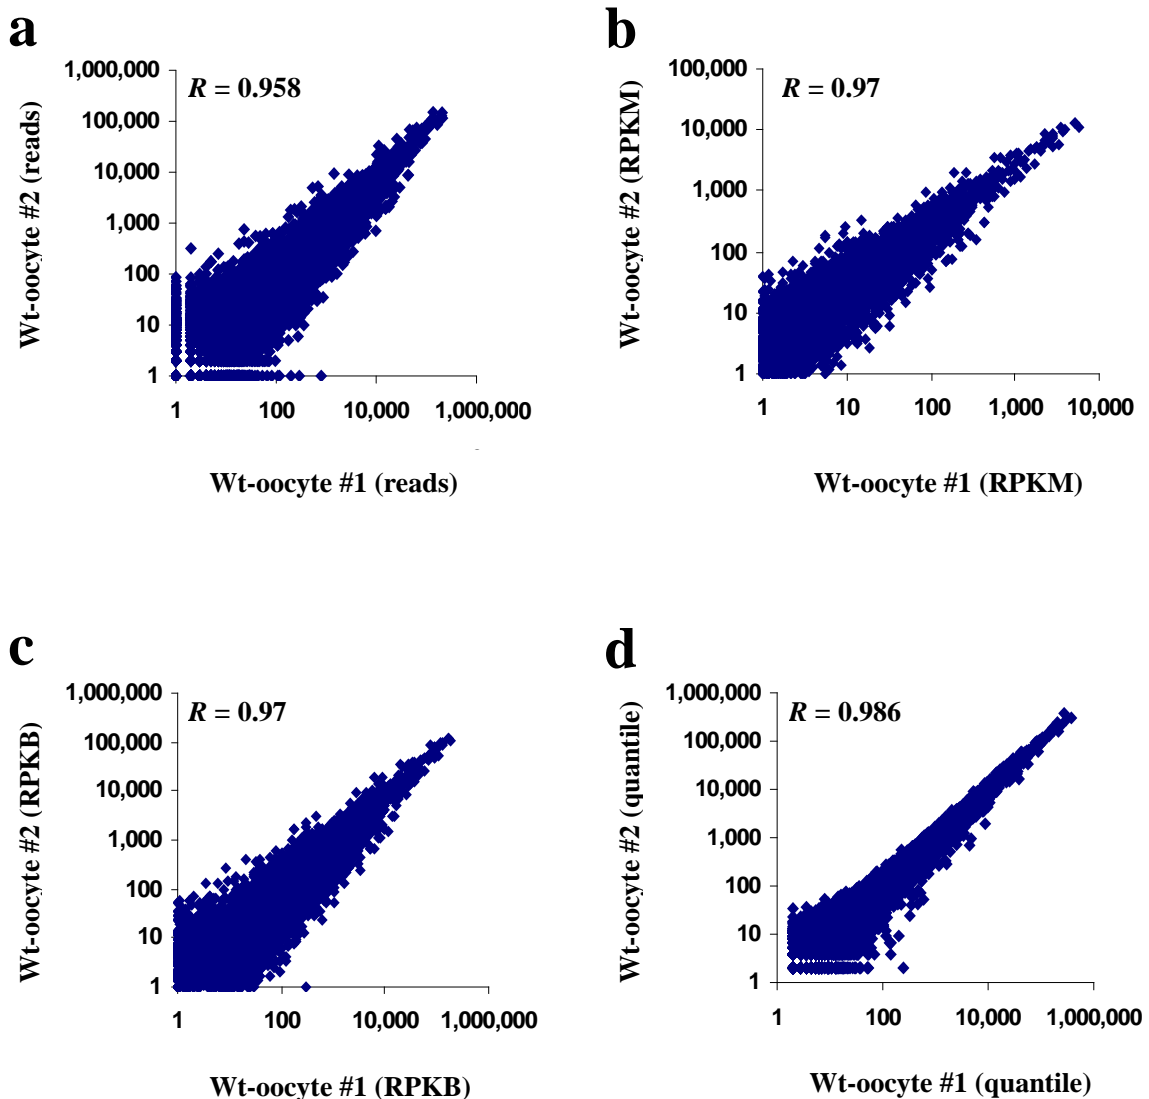 a
R = 0.958
1,000,000
100,000
10,000
1,000
100
10
1
1 100 10,000 1,000,000
Wt-oocyte #2 (reads)
Wt-oocyte #1 (reads)
b
R = 0.97
100,000
10,000
1,000
100
10
1
1 10 100 1,000 10,000
Wt-oocyte #2 (RPKM)
Wt-oocyte #1 (RPKM)
c
R = 0.97
1,000,000
100,000
10,000
1,000
100
10
1
1 100 10,000 1,000,000
Wt-oocyte #2 (RPKB)
Wt-oocyte #1 (RPKB)
d
R = 0.986
1,000,000
100,000
10,000
1,000
100
10
1
1 100 10,000 1,000,000
Wt-oocyte #2 (quantile)
Wt-oocyte #1 (quantile)